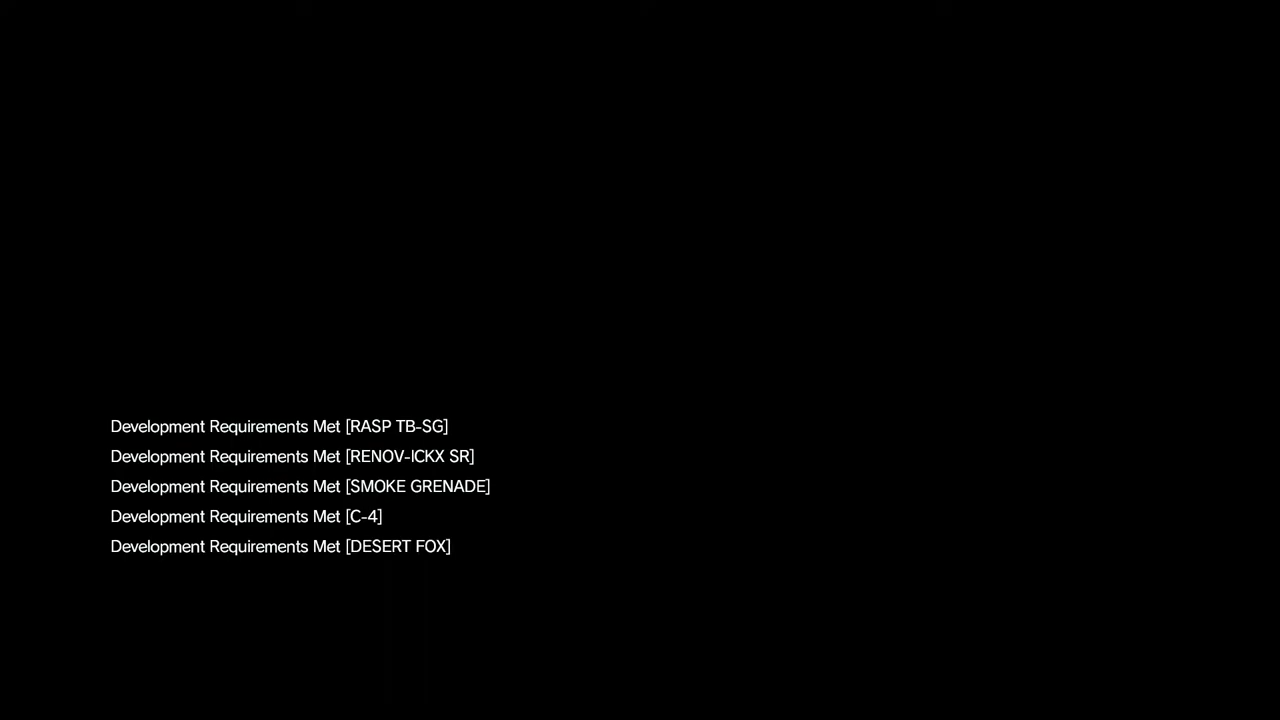 Development Requirements Met [RASP TB-SG]
Development Requirements Met [RENOV-ICKX SR]
Development Requirements Met [SMOKE GRENADE]
Development Requirements Met [C-4]
Development Requirements Met [DESERT FOX]